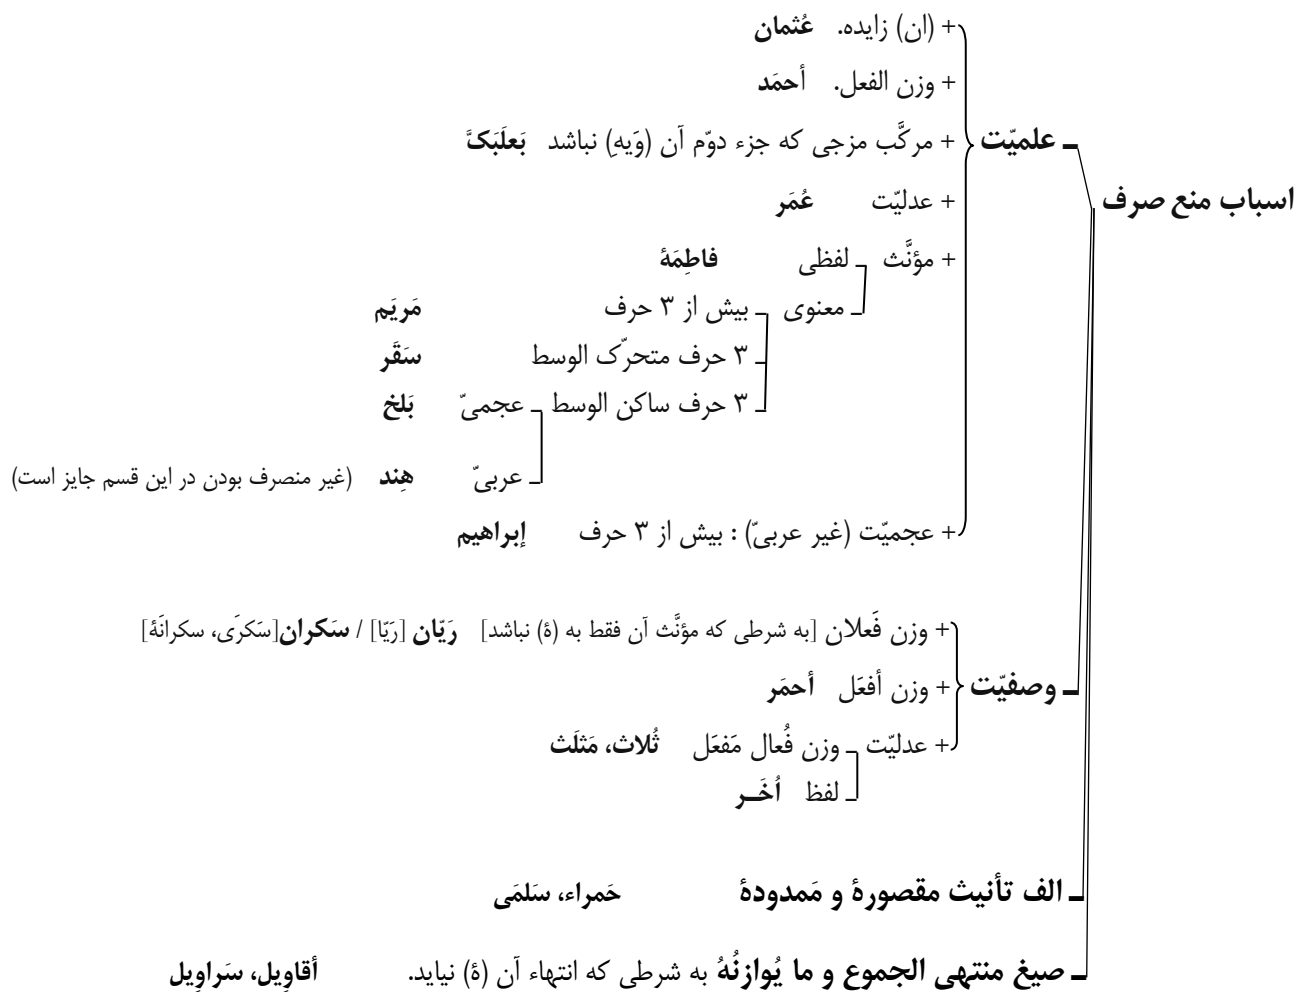 + (ان) زایده. عُثمان
+ وزن الفعل. أحمَد
ـ علمیّت + مرکَّب مزجی که جزء دوّم آن (وَیهِ) نباشد بَعلَبَکَّ
اسباب منع صرف
+ عدلیّت عُمَر
+ مؤنَّث ـ لفظی فاطِمَة
ـ معنوی ـ بیش از ۳ حرف مَریَم
ـ ۳ حرف متحرّک الوسط سَقَر
ـ ۳ حرف ساکن الوسط ـ عجمیّ بَلخ
ـ عربیّ هِند (غیر منصرف بودن در این قسم جایز است)
+ عجمیّت (غیر عربیّ) : بیش از ۳ حرف إبراهیم
+ وزن فَعلان [به شرطی که مؤنَّث آن فقط به (ة) نباشد] رَیّان [رَیّا] / سَکران[سَکرَی، سکرانَة]
ـ وصفیّت + وزن أفعَل أحمَر
+ عدلیّت ـ وزن فُعال مَفعَل ثُلاث، مَثلَث
ـ لفظ اُخَــر
ـ الف تأنیث مقصورة و مَمدودة حَمراء، سَلمَی
ـ صیغ منتهی الجموع و ما یُوازنُهُ به شرطی که انتهاء آن (ة) نیاید. أقاوِیل، سَراوِیل